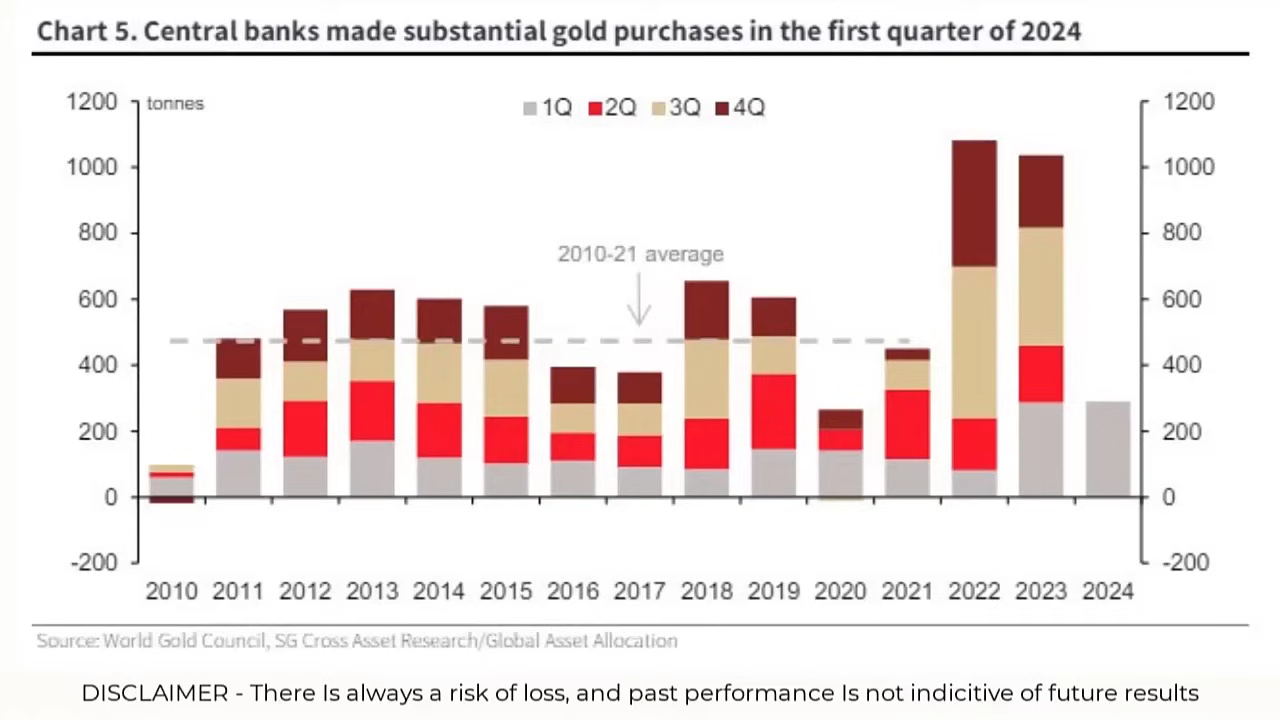 Chart 5. Central banks made substantial gold purchases in the first quarter of 2024
1200 tonnes 1Q 2Q 3Q 4Q 1200
1000 1000
800 800
2010-21 average
600 600
400 400
200 200
0 0
-200 -200
2010 2011 2012 2013 2014 2015 2016 2017 2018 2019 2020 2021 2022 2023 2024
Source: World Gold Council, SG Cross Asset Research/Global Asset Allocation
DISCLAIMER - There Is always a risk of loss, and past performance Is not indicitive of future results